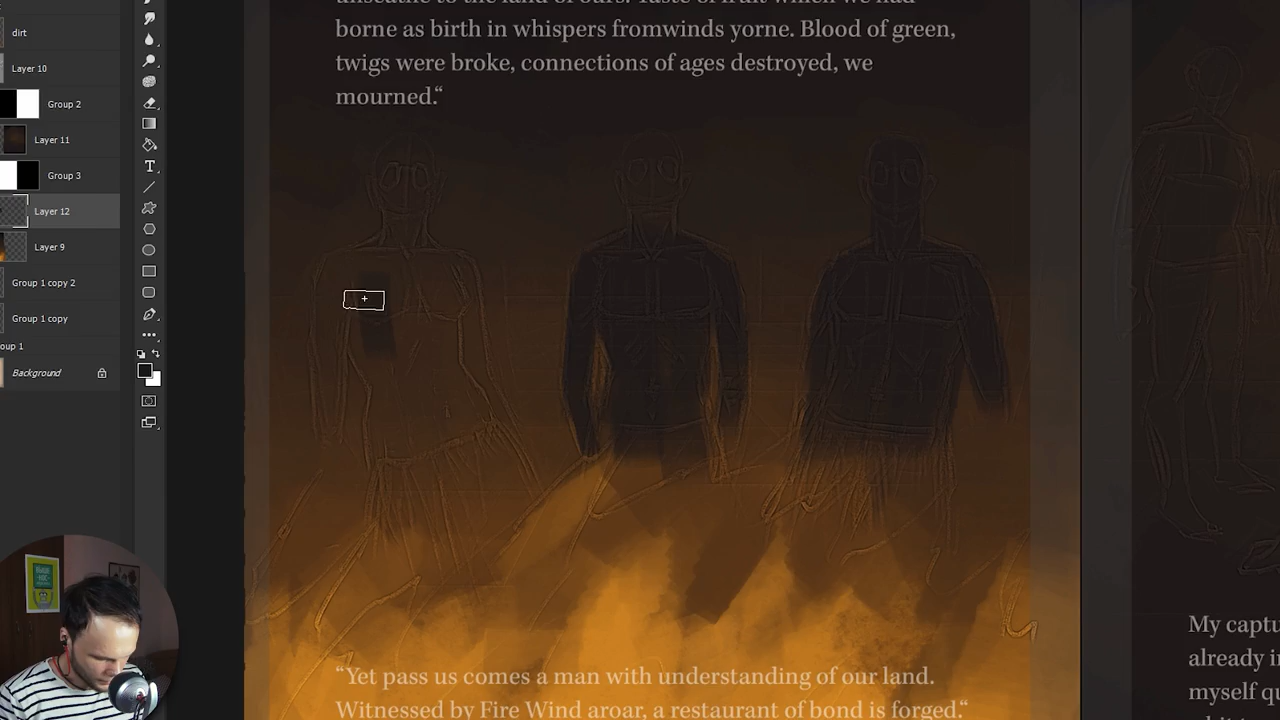 dirt
Layer 10
Group 2
Layer 11
Group 3
Layer 12
Layer 9
Group 1 copy 2
Group 1 copy
oup 1
Background
borne as birth in whispers fromwinds yorne. Blood of green,
twigs were broke, connections of ages destroyed, we
mourned.“
“Yet pass us comes a man with understanding of our land.
Witnessed by Fire Wind aroar, a restaurant of bond is forged.“
My captu
already i
myself qu